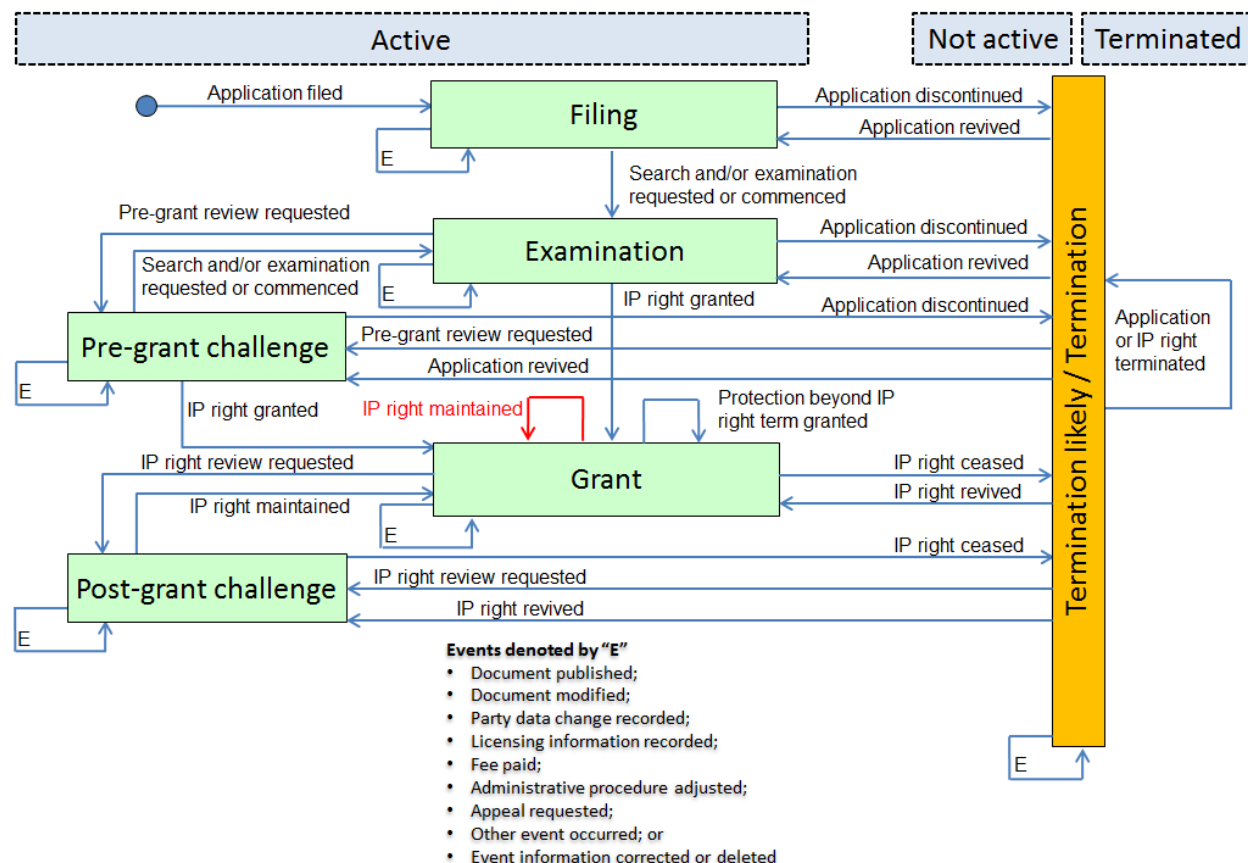 Active
Not active
Terminated
Application filed
Filing
Application discontinued
Application revived
E
Search and/or examination
requested or commenced
Pre-grant review requested
Examination
Application discontinued
Application revived
Search and/or examination
requested or commenced
E
IP right granted
Application discontinued
Pre-grant challenge
Pre-grant review requested
Application revived
E
Application
or IP right
terminated
Termination likely / Termination
IP right granted
IP right maintained
Protection beyond IP
right term granted
IP right review requested
Grant
IP right ceased
IP right revived
IP right maintained
E
IP right ceased
Post-grant challenge
IP right review requested
IP right revived
E
Events denoted by “E”
• Document published;
• Document modified;
• Party data change recorded;
• Licensing information recorded;
• Fee paid;
• Administrative procedure adjusted;
• Appeal requested;
• Other event occurred; or
• Event information corrected or deleted
E